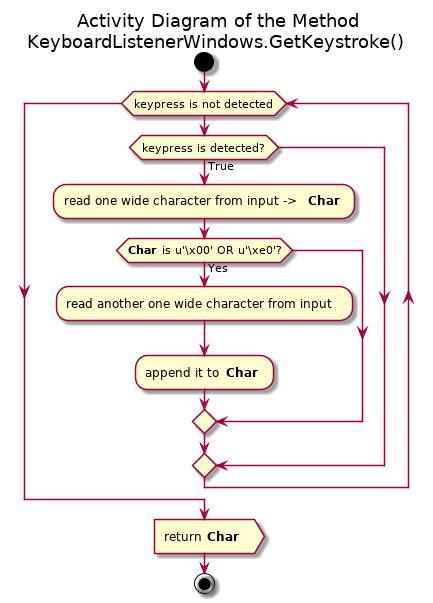 Activity Diagram of the Method
KeyboardListenerWindows.GetKeystroke()
keypress is not detected
keypress is detected?
True
read one wide character from input -> Char
Char is u'\x00' OR u'\xe0'?
Yes
read another one wide character from input
append it to Char
return Char